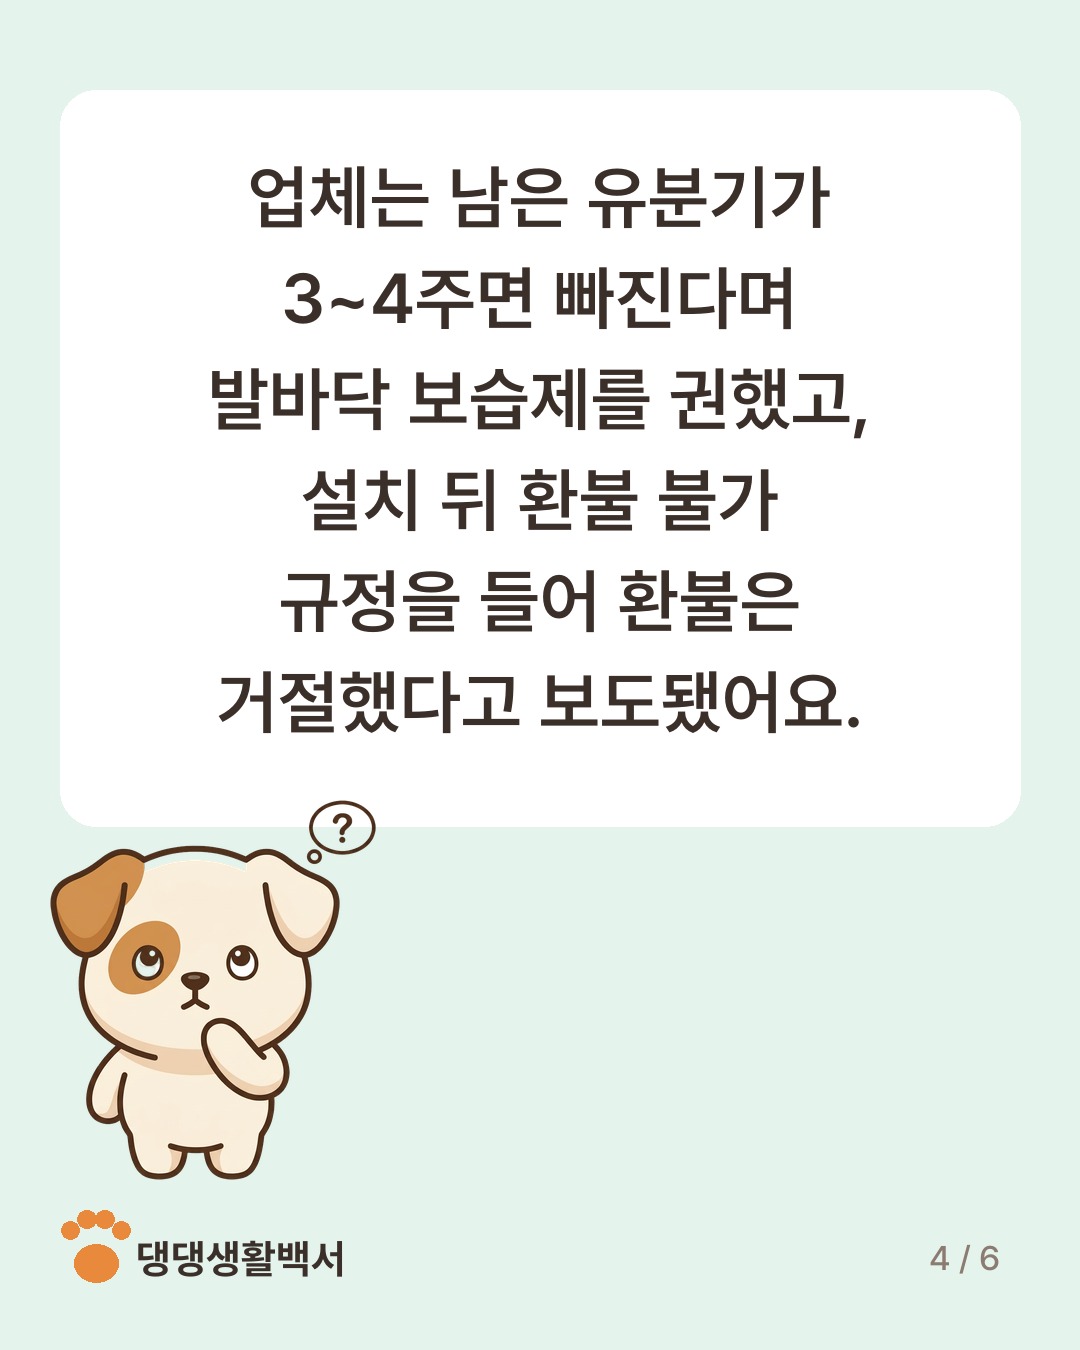 업체는 남은 유분기가
3~4주면 빠진다며
발바닥 보습제를 권했고,
설치 뒤 환불 불가
규정을 들어 환불은
거절했다고 보도됐어요.
?
댕댕생활백서
4 / 6